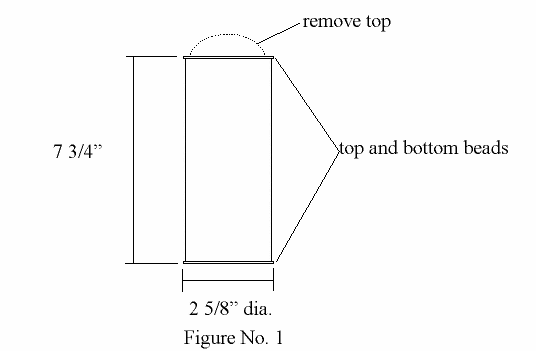 remove top
7 3/4”
top and bottom beads
2 5/8” dia.
Figure No. 1